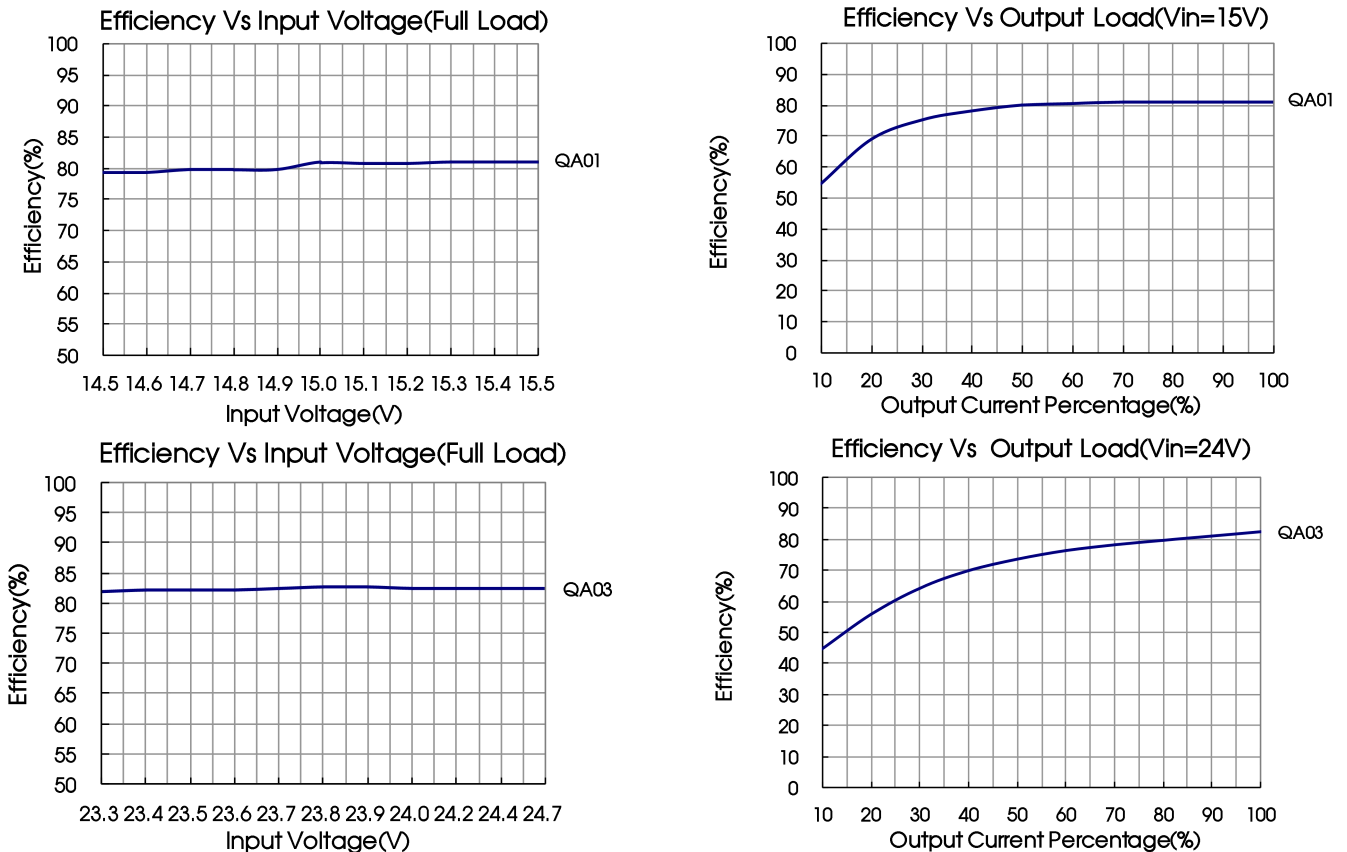 Efficiency Vs Input Voltage(Full Load)
100
95
90
85
80
75
70
65
60
55
50
Efficiency(%)
QA01
14.5 14.6 14.7 14.8 14.9 15.0 15.1 15.2 15.3 15.4 15.5
Input Voltage(V)
Efficiency Vs Output Load(Vin=15V)
100
90
80
70
60
50
40
30
20
10
0
Efficiency(%)
QA01
10 20 30 40 50 60 70 80 90 100
Output Current Percentage(%)
Efficiency Vs Input Voltage(Full Load)
100
95
90
85
80
75
70
65
60
55
50
Efficiency(%)
QA03
23.3 23.4 23.5 23.6 23.7 23.8 23.9 24.0 24.2 24.4 24.7
Input Voltage(V)
Efficiency Vs Output Load(Vin=24V)
100
90
80
70
60
50
40
30
20
10
0
Efficiency(%)
QA03
10 20 30 40 50 60 70 80 90 100
Output Current Percentage(%)